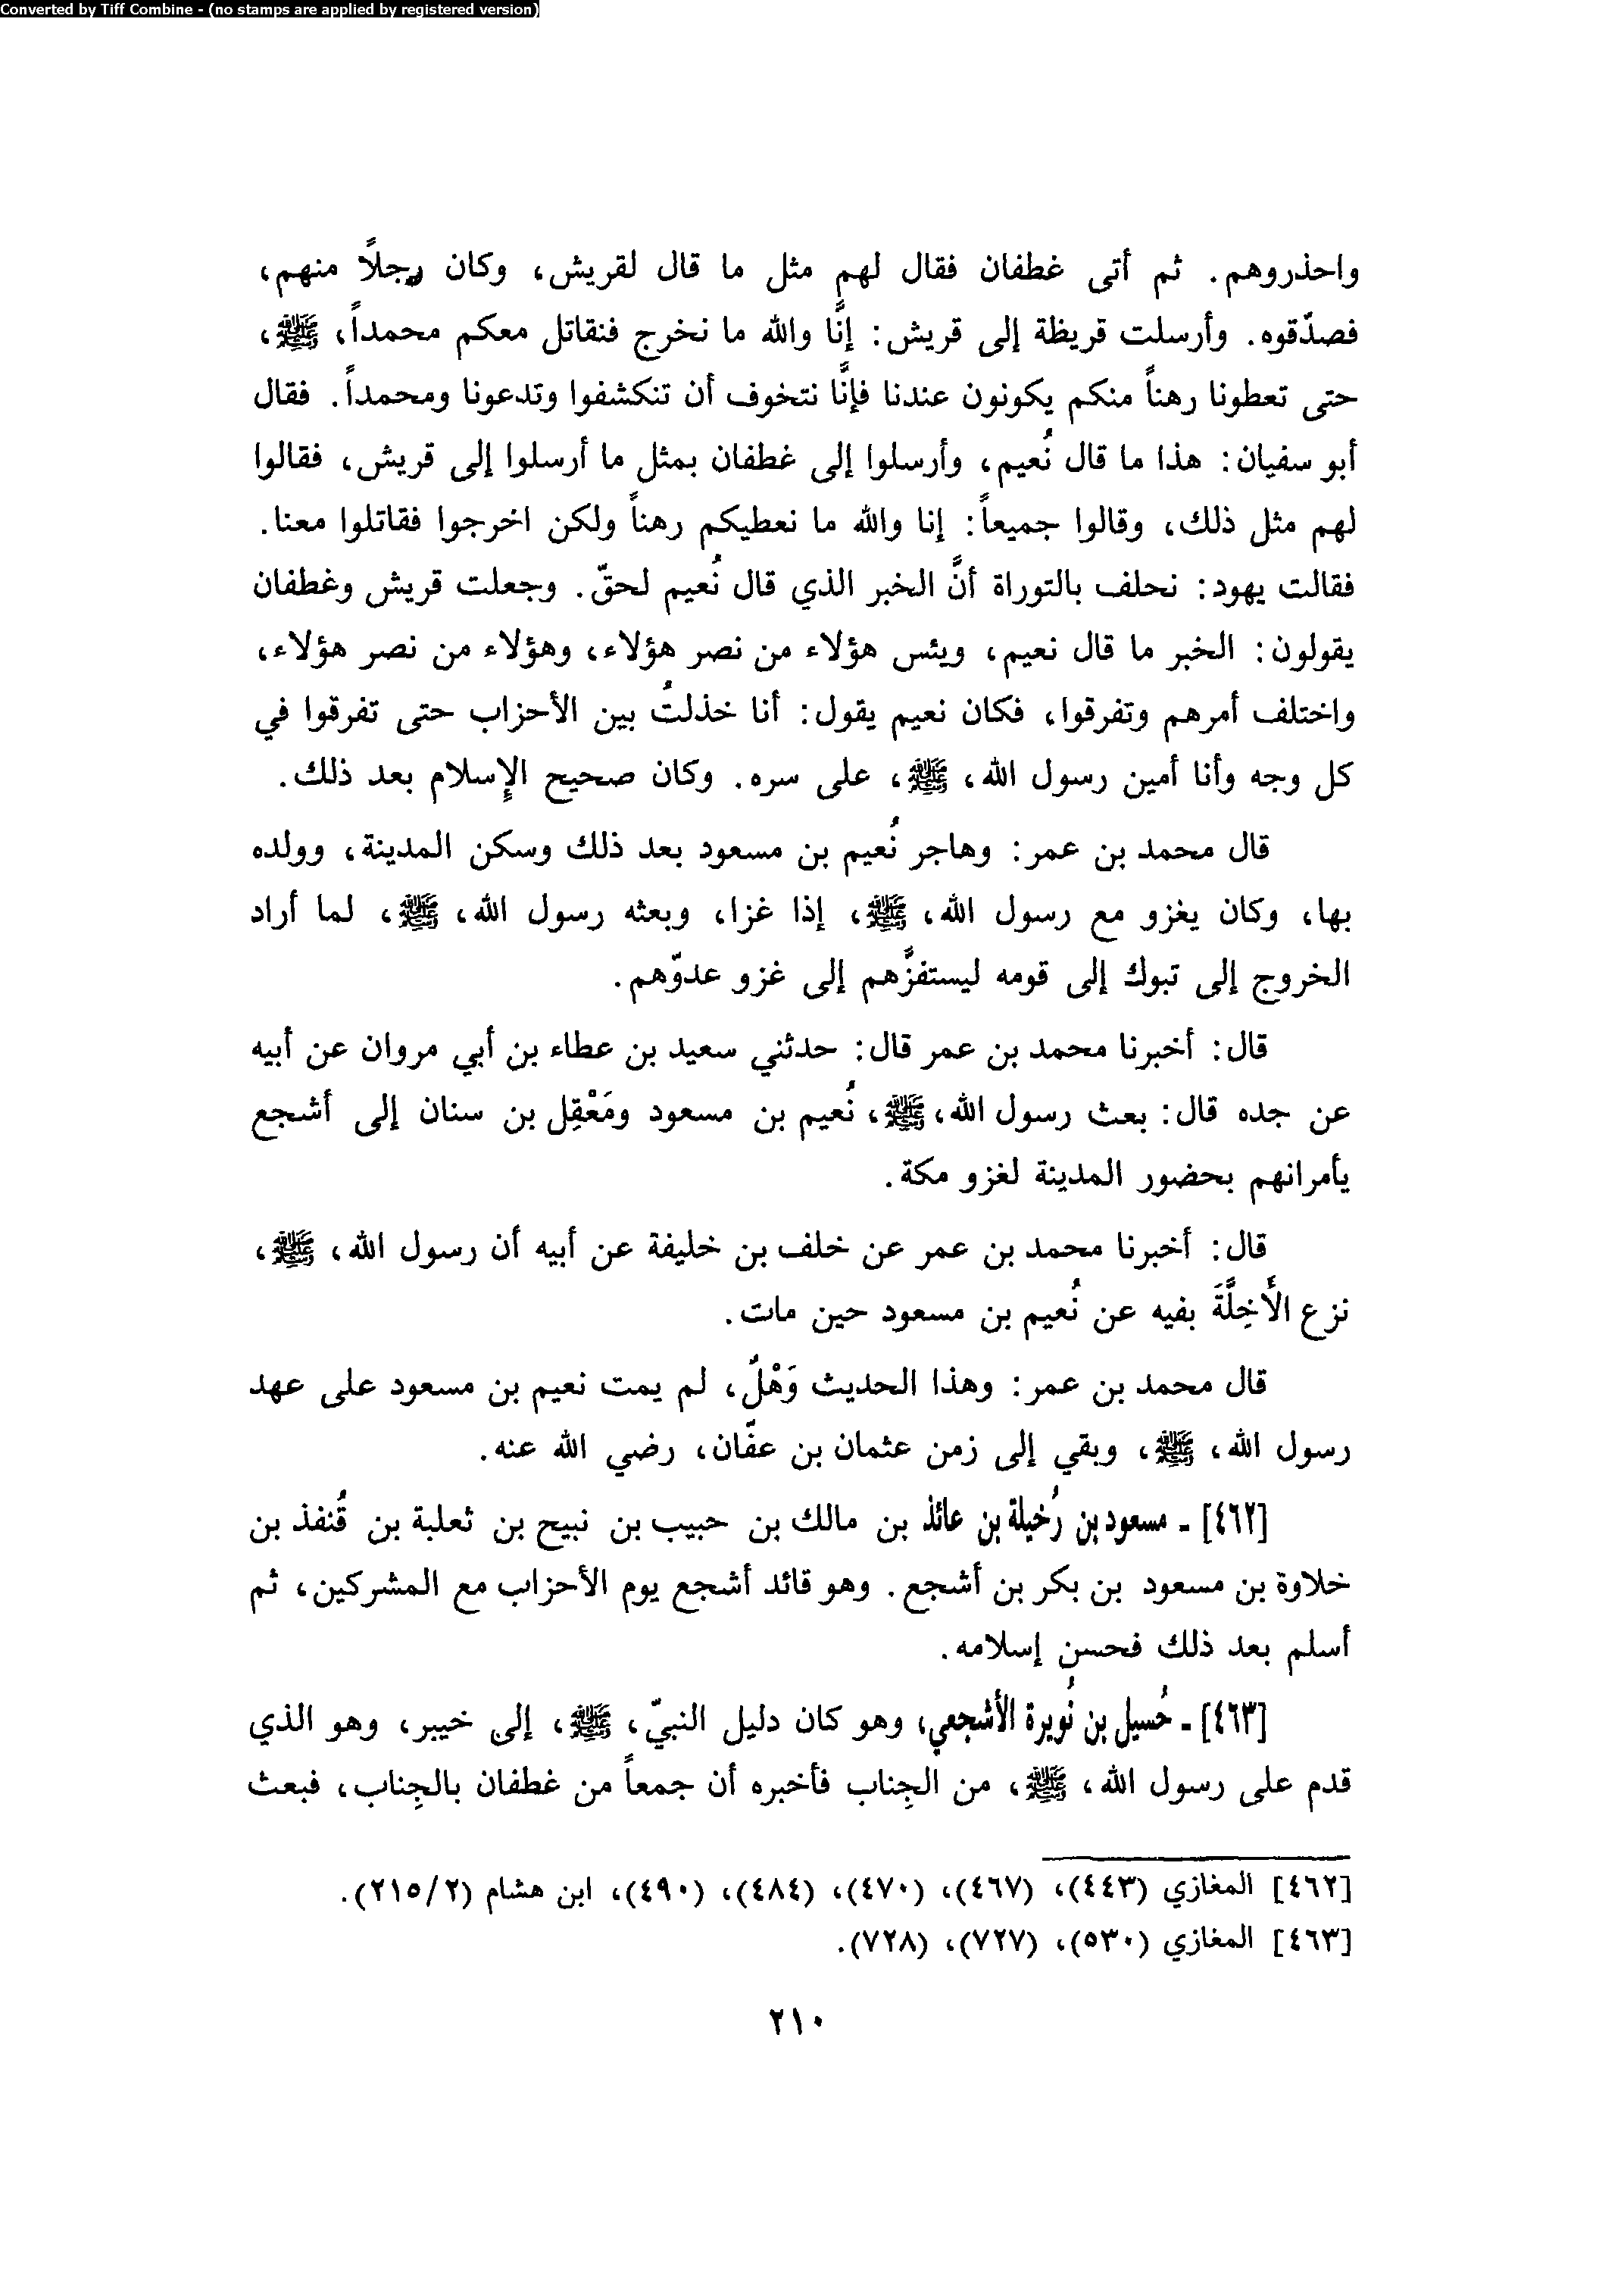 Converted by Tiff Combine - (no stamps are applied by registered version)
واحذروهم. ثم أتى غطفان فقال لهم مثل ما قال لقريش، وكان رجلاً منهم،
فصدّقوه. وأرسلت قريظة إلى قريش: إنَّا والله ما نخرج فنقاتل معكم محمداً، ﷺ،
حتى تعطونا رهناً منكم يكونون عندنا فإنَّا نتخوف أن تنكشفوا وتدعونا ومحمداً. فقال
أبو سفيان: هذا ما قال نُعيم، وأرسلوا إلى غطفان بمثل ما أرسلوا إلى قريش، فقالوا
لهم مثل ذلك، وقالوا جميعاً: إنا والله ما نعطيكم رهناً ولكن اخرجوا فقاتلوا معنا.
فقالت يهود: نحلف بالتوراة أنَّ الخبر الذي قال نُعيم لحقّ. وجعلت قريش وغطفان
يقولون: الخبر ما قال نعيم، ويئس هؤلاء من نصر هؤلاء، وهؤلاء من نصر هؤلاء،
واختلف أمرهم وتفرقوا، فكان نعيم يقول: أنا خذلتُ بين الأحزاب حتى تفرقوا في
كل وجه وأنا أمين رسول الله، ﷺ، على سره. وكان صحيح الإسلام بعد ذلك.
قال محمد بن عمر: وهاجر نُعيم بن مسعود بعد ذلك وسكن المدينة، وولده
بها، وكان يغزو مع رسول الله، ﷺ، إذا غزا، وبعثه رسول الله، ﷺ، لما أراد
الخروج إلى تبوك إلى قومه ليستفزَّهم إلى غزو عدوّهم.
قال: أخبرنا محمد بن عمر قال: حدثني سعيد بن عطاء بن أبي مروان عن أبيه
عن جده قال: بعث رسول الله، ﷺ، نُعيم بن مسعود ومَعْقِل بن سنان إلى أشجع
يأمرانهم بحضور المدينة لغزو مكة.
قال: أخبرنا محمد بن عمر عن خلف بن خليفة عن أبيه أن رسول الله، ﷺ،
نزع الأَخِلَّةَ بفيه عن نُعيم بن مسعود حين مات.
قال محمد بن عمر: وهذا الحديث وَهْلٌ، لم يمت نعيم بن مسعود على عهد
رسول الله، ﷺ، وبقي إلى زمن عثمان بن عفّان، رضي الله عنه.
[٤٦٢] ـ مسعود بن رُخيلة بن عائذ بن مالك بن حبيب بن نبيح بن ثعلبة بن قُنفذ بن
خلاوة بن مسعود بن بكر بن أشجع. وهو قائد أشجع يوم الأحزاب مع المشركين، ثم
أسلم بعد ذلك فحسن إسلامه.
[٤٦٣] ـ حُسيل بن نُويرة الأشجعي، وهو كان دليل النبيّ، ﷺ، إلى خيبر، وهو الذي
قدم على رسول الله، ﷺ، من الجِناب فأخبره أن جمعاً من غطفان بالجِناب، فبعث
[٤٦٢] المغازي (٤٤٣)، (٤٦٧)، (٤٧٠)، (٤٨٤)، (٤٩٠)، ابن هشام (٢/ ٢١٥).
[٤٦٣] المغازي (٥٣٠)، (٧٢٧)، (٧٢٨).
٢١٠